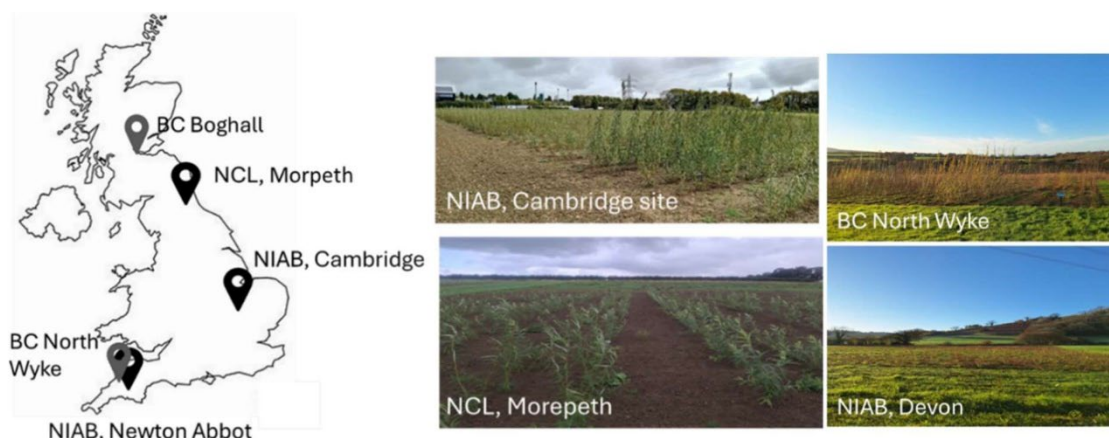 BC Boghall
NCL, Morpeth
NIAB, Cambridge
BC North
Wyke
NIAB, Newton Abbot
NIAB, Cambridge site
BC North Wyke
NCL, Morepeth
NIAB, Devon